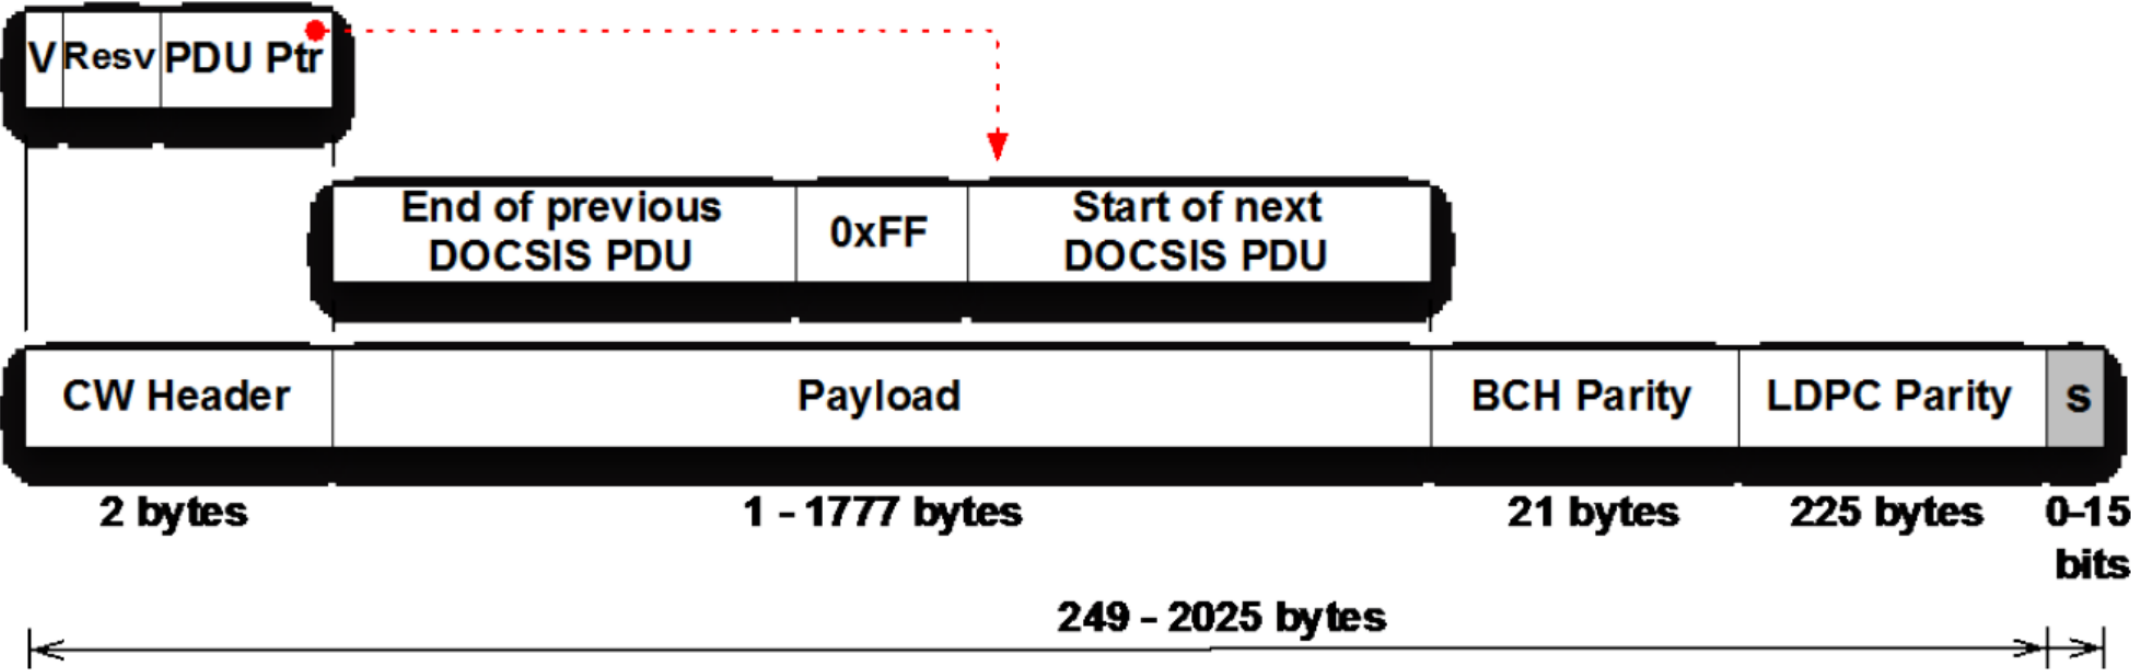 V Resv PDU Ptr
End of previous
DOCSIS PDU
0xFF
Start of next
DOCSIS PDU
CW Header
Payload
BCH Parity
LDPC Parity
s
2 bytes
1 - 1777 bytes
21 bytes
225 bytes
0-15
bits
249 - 2025 bytes